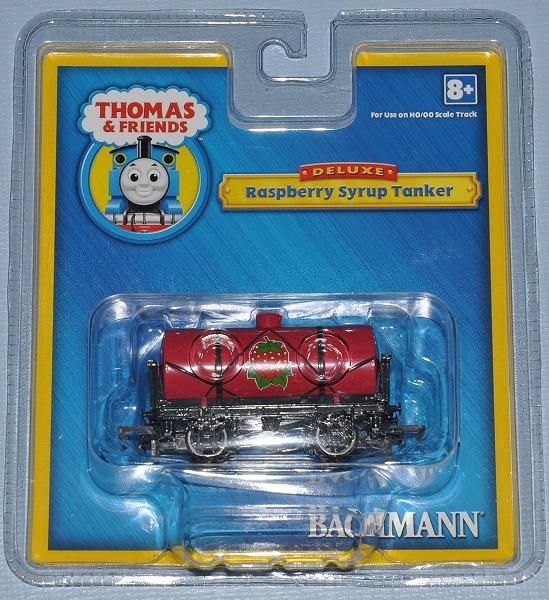 THOMAS
& FRIENDS
8+
For Use on HO/OO Scale Track
DELUXE
Raspberry Syrup Tanker
BACHMANN